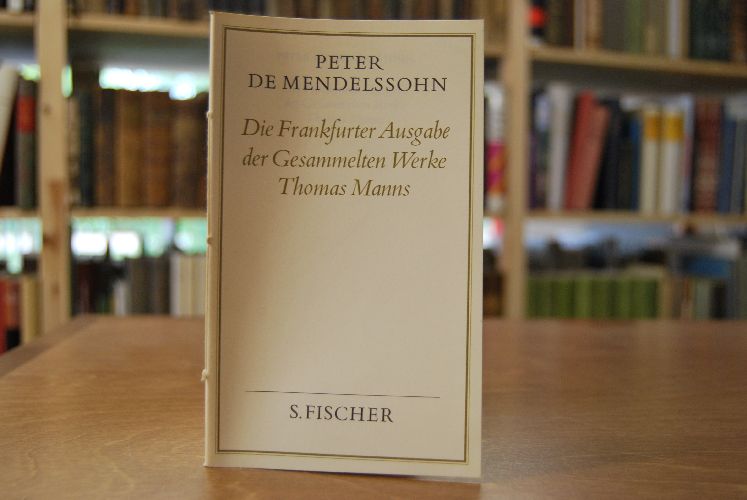 PETER
DE MENDELSSOHN
Die Frankfurter Ausgabe
der Gesammelten Werke
Thomas Manns
S. FISCHER